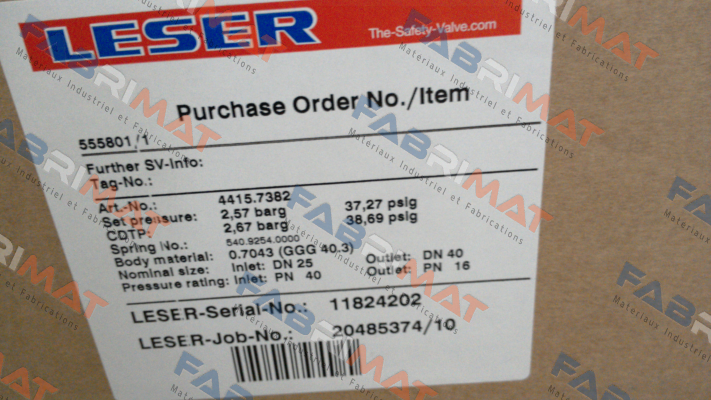 LESER The-Safety-Valve.com
Purchase Order No./Item
555801/1
Further SV-Info:
Tag-No.:
Art.-No.: 4415.7382
Set pressure: 2,57 barg 37,27 psig
CDTP: 2,67 barg 38,69 psig
Spring No.: 540.9254.0000
Body material: 0.7043 (GGG 40.3)
Nominal size: Inlet: DN 25 Outlet: DN 40
Pressure rating: Inlet: PN 40 Outlet: PN 16
LESER-Serial-No.: 11824202
LESER-Job-No.: 20485374/10
FABRIMAT
Materiaux Industriel et Fabrications